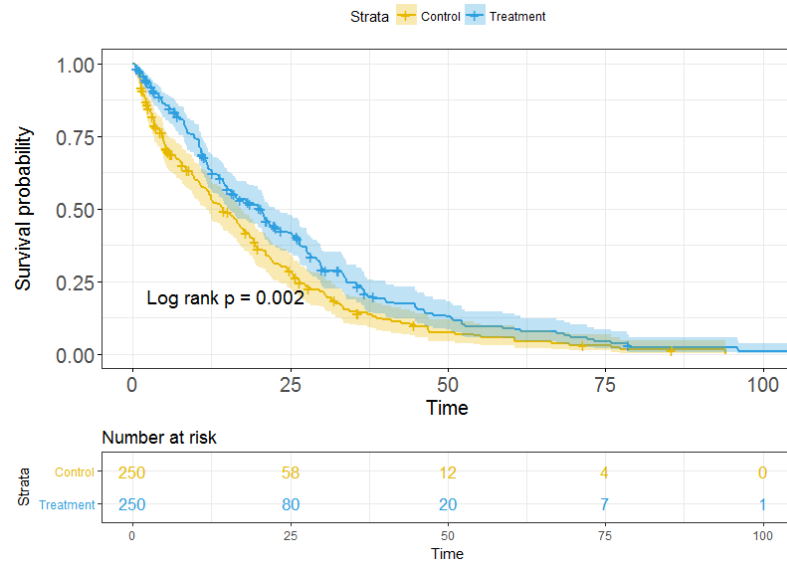 Strata Control Treatment
1.00
0.75
0.50
0.25
0.00
Survival probability
Log rank p = 0.002
0 25 50 75 100
Time
Number at risk
Strata
Control 250 58 12 4 0
Treatment 250 80 20 7 1
0 25 50 75 100
Time